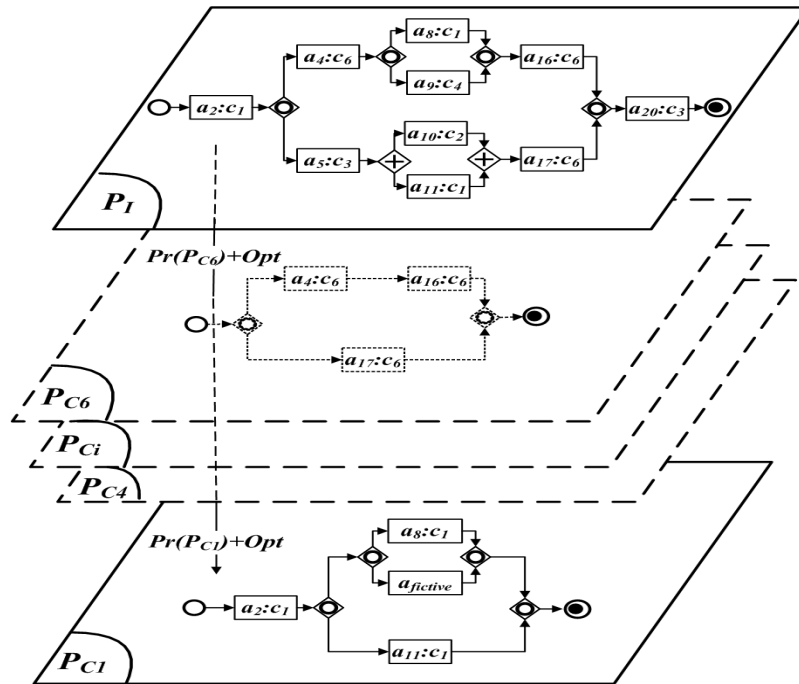 a8:c1
a4:c6
a16:c6
a9:c4
a2:c1
a20:c3
a10:c2
a5:c3
a17:c6
a11:c1
PI
Pr(PC6)+Opt
a4:c6
a16:c6
a17:c6
PC6
PCi
PC4
Pr(PC1)+Opt
a8:c1
afictive
a2:c1
a11:c1
PC1